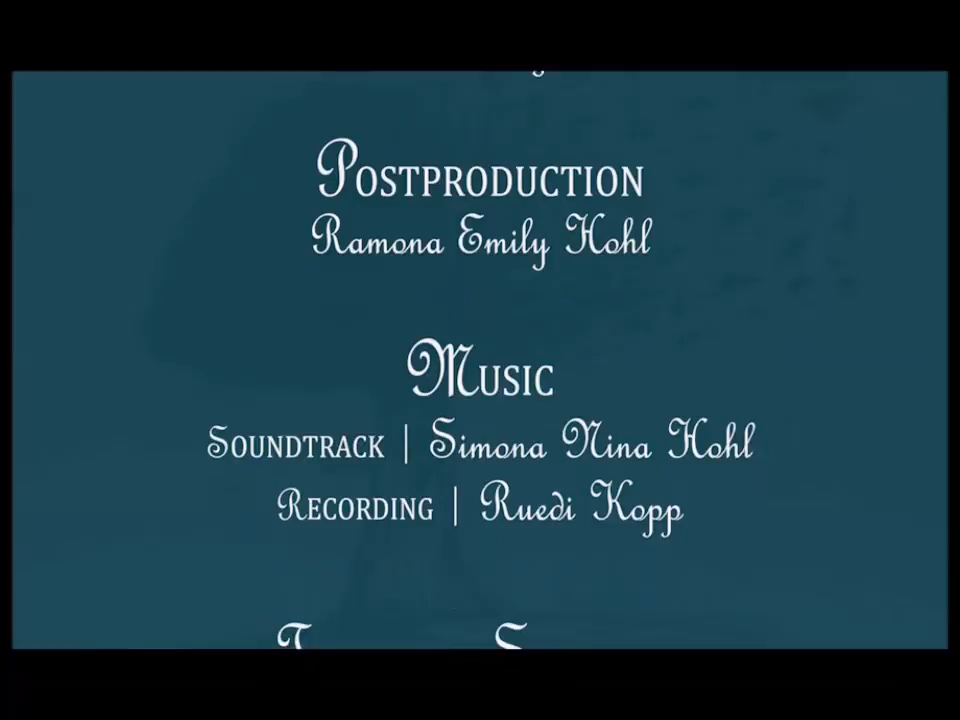 Postproduction
Ramona Emily Hohl
Music
Soundtrack | Simona Nina Hohl
Recording | Ruedi Kopp